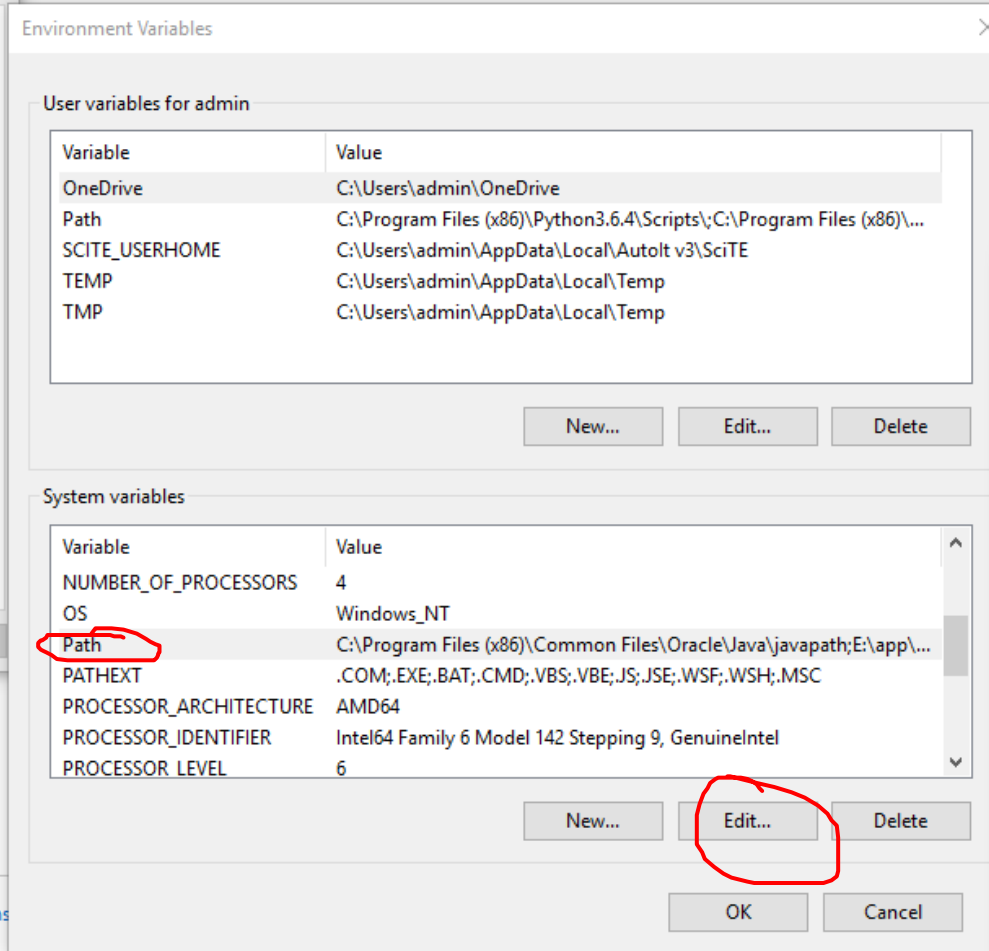 Environment Variables
User variables for admin
Variable Value
OneDrive C:\Users\admin\OneDrive
Path C:\Program Files (x86)\Python3.6.4\Scripts\;C:\Program Files (x86)\...
SCITE_USERHOME C:\Users\admin\AppData\Local\AutoIt v3\SciTE
TEMP C:\Users\admin\AppData\Local\Temp
TMP C:\Users\admin\AppData\Local\Temp
New... Edit... Delete
System variables
Variable Value
NUMBER_OF_PROCESSORS 4
OS Windows_NT
Path C:\Program Files (x86)\Common Files\Oracle\Java\javapath;E:\app\...
PATHEXT .COM;.EXE;.BAT;.CMD;.VBS;.VBE;.JS;.JSE;.WSF;.WSH;.MSC
PROCESSOR_ARCHITECTURE AMD64
PROCESSOR_IDENTIFIER Intel64 Family 6 Model 142 Stepping 9, GenuineIntel
PROCESSOR_LEVEL 6
New... Edit... Delete
OK Cancel